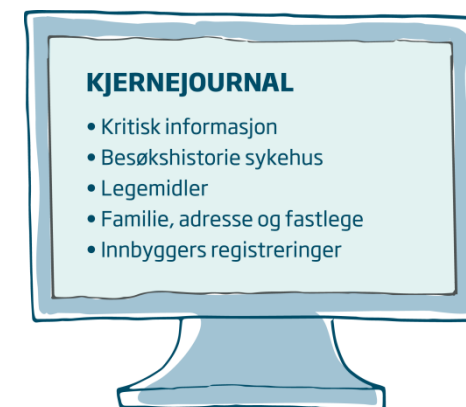 KJERNEJOURNAL
• Kritisk informasjon
• Besøkshistorie sykehus
• Legemidler
• Familie, adresse og fastlege
• Innbyggers registreringer